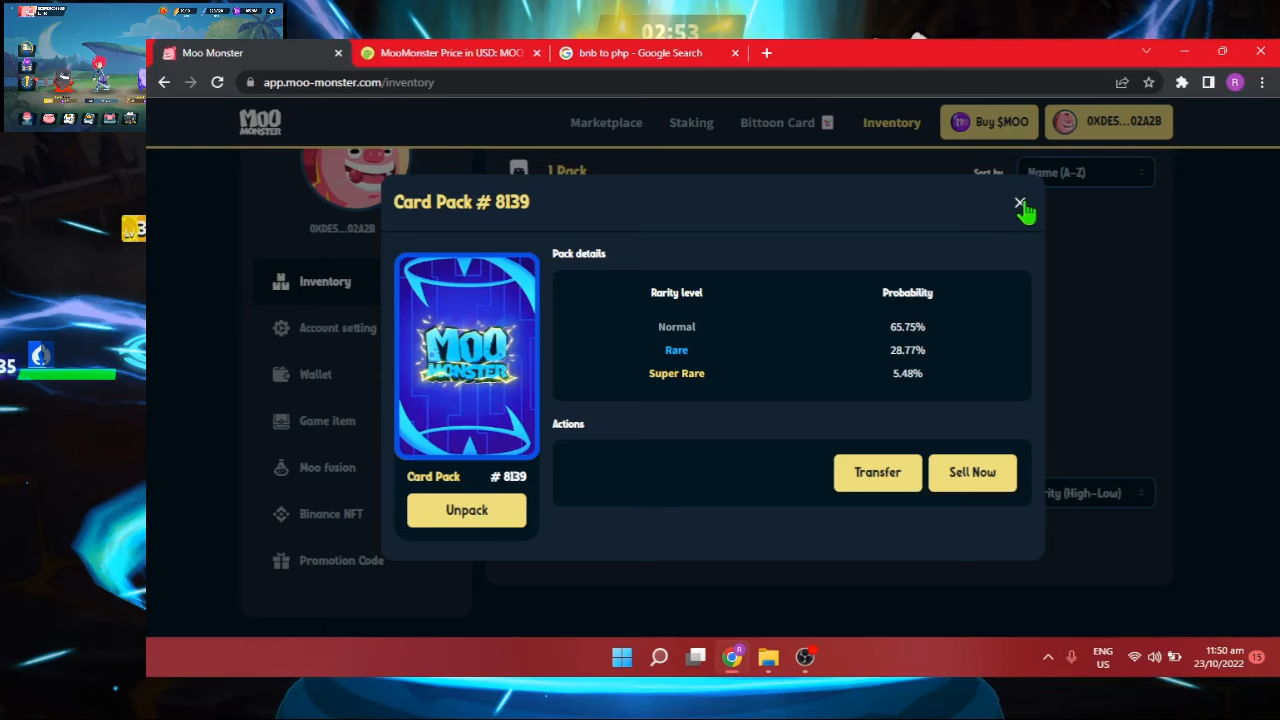 02:53
Moo Monster
MooMonster Price in USD: MOO
bnb to php - Google Search
app.moo-monster.com/inventory
R
MOO
MONSTER
Marketplace
Staking
Bittoon Card
Inventory
Buy $MOO
0XDES...02A2B
1 Pack
Sort by
Name (A-Z)
Card Pack # 8139
0XDES...02A2B
Pack details
Rarity level
Probability
Normal
65.75%
Rare
28.77%
Super Rare
5.48%
MOO
MONSTER
Actions
Transfer
Sell Now
Card Pack
# 8139
Unpack
Inventory
Account setting
Wallet
Game item
Moo fusion
Binance NFT
Promotion Code
rity (High-Low)
35
ENG
US
11:50 am
23/10/2022
15